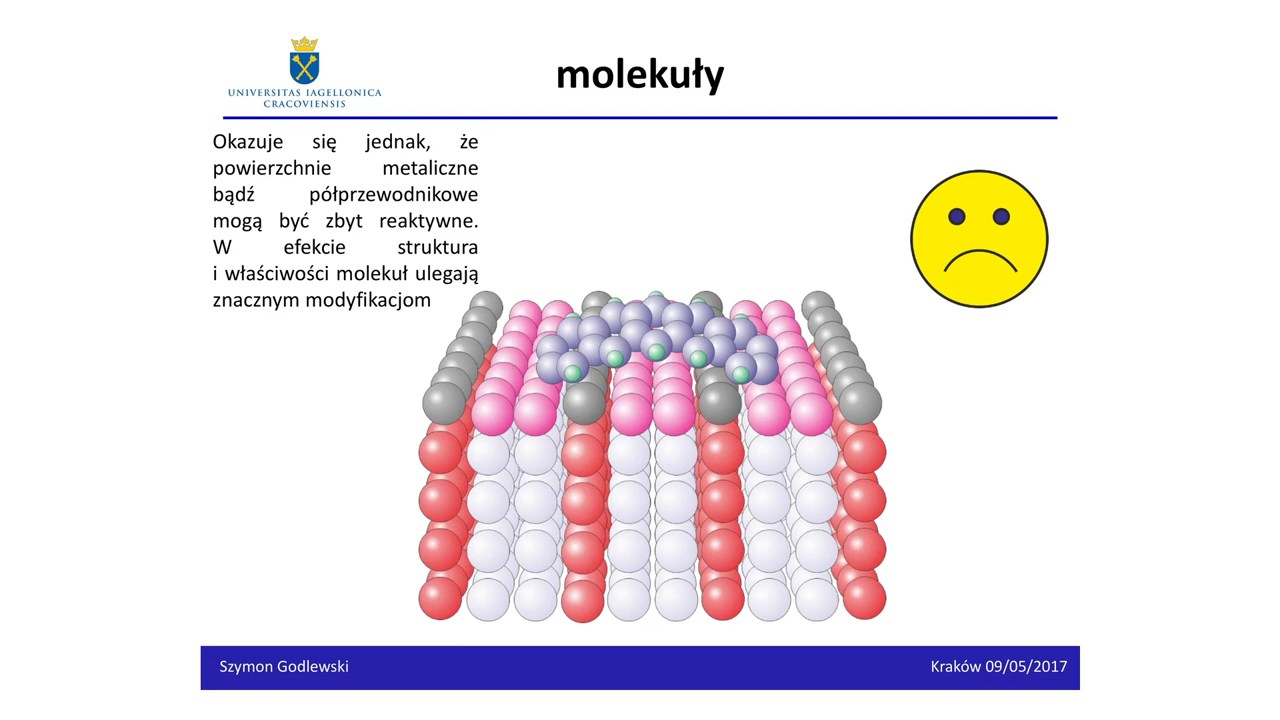 UNIVERSITAS IAGELLONICA
CRACOVIENSIS
molekuły
Okazuje się jednak, że
powierzchnie metaliczne
bądź półprzewodnikowe
mogą być zbyt reaktywne.
W efekcie struktura
i właściwości molekuł ulegają
znacznym modyfikacjom
Szymon Godlewski
Kraków 09/05/2017